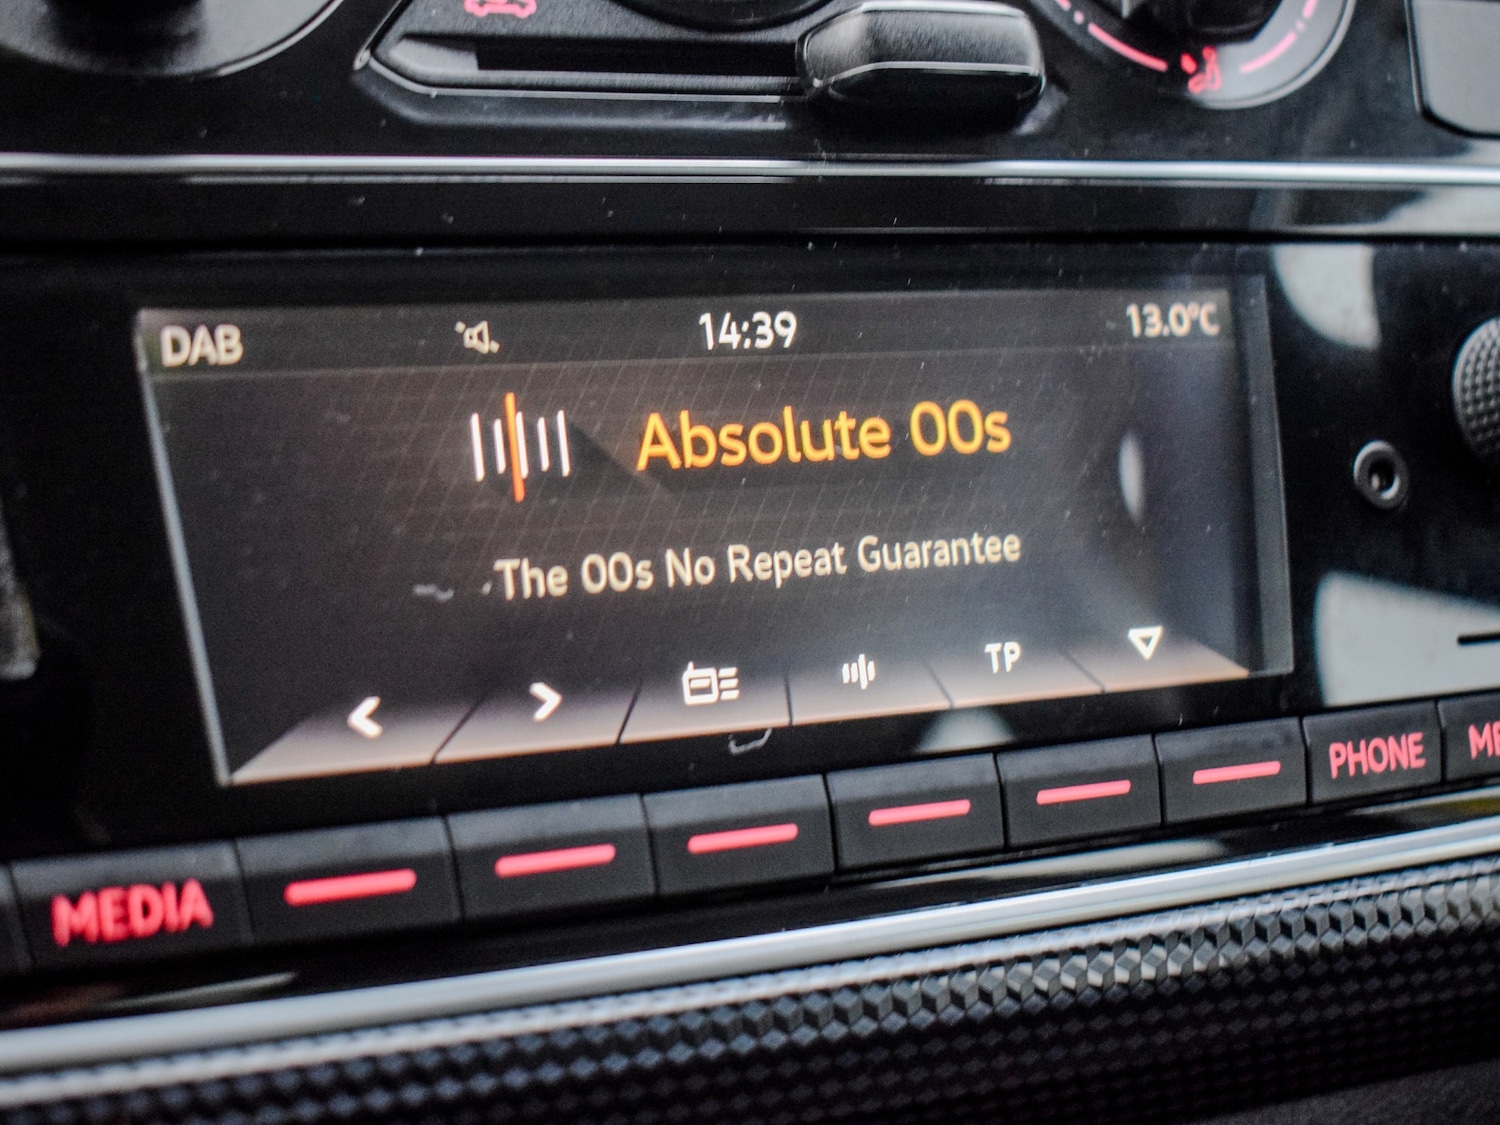 DAB 14:39 13.0°C
Absolute 00s
The 00s No Repeat Guarantee
TP
MEDIA PHONE